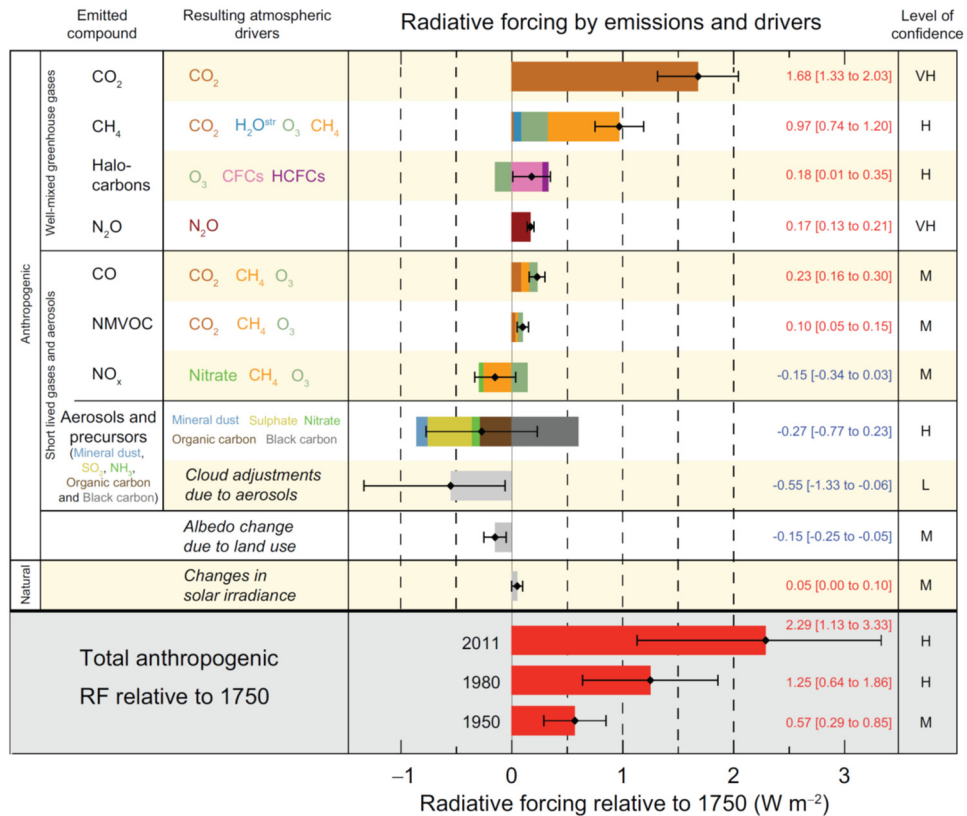 Emitted compound
Resulting atmospheric drivers
Radiative forcing by emissions and drivers
Level of confidence
Anthropogenic
Well-mixed greenhouse gases
CO₂ CO₂ 1.68 [1.33 to 2.03] VH
CH₄ CO₂ H₂Oˢᵗʳ O₃ CH₄ 0.97 [0.74 to 1.20] H
Halo-
carbons O₃ CFCs HCFCs 0.18 [0.01 to 0.35] H
N₂O N₂O 0.17 [0.13 to 0.21] VH
Short lived gases and aerosols
CO CO₂ CH₄ O₃ 0.23 [0.16 to 0.30] M
NMVOC CO₂ CH₄ O₃ 0.10 [0.05 to 0.15] M
NOₓ Nitrate CH₄ O₃ -0.15 [-0.34 to 0.03] M
Aerosols and
precursors
(Mineral dust,
SO₂, NH₃,
Organic carbon
and Black carbon)
Mineral dust Sulphate Nitrate
Organic carbon Black carbon
-0.27 [-0.77 to 0.23] H
Cloud adjustments
due to aerosols
-0.55 [-1.33 to -0.06] L
Albedo change
due to land use
-0.15 [-0.25 to -0.05] M
Natural
Changes in
solar irradiance
0.05 [0.00 to 0.10] M
Total anthropogenic
RF relative to 1750
2011 2.29 [1.13 to 3.33] H
1980 1.25 [0.64 to 1.86] H
1950 0.57 [0.29 to 0.85] M
−1 0 1 2 3
Radiative forcing relative to 1750 (W m⁻²)